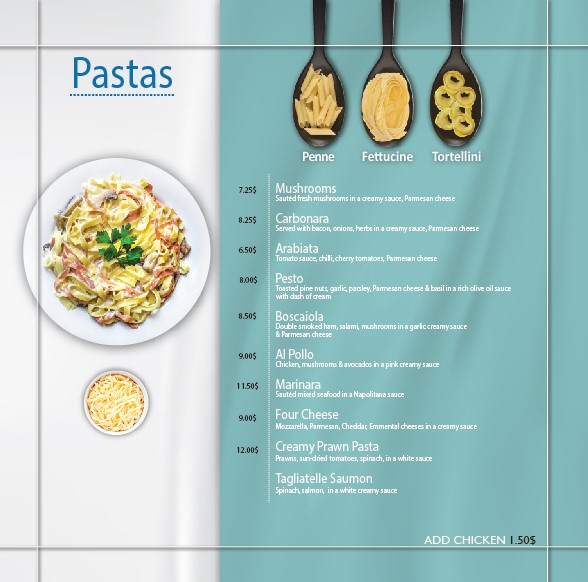 Pastas
Penne
Fettucine
Tortellini
7.25$ Mushrooms
Sautéd fresh mushrooms in a creamy sauce, Parmesan cheese
8.25$ Carbonara
Served with bacon, onions, herbs in a creamy sauce, Parmesan cheese
6.50$ Arabiata
Tomato sauce, chilli, cherry tomatoes, Parmesan cheese
8.00$ Pesto
Toasted pine nuts, garlic, parsley, Parmesan cheese & basil in a rich olive oil sauce
with dash of cream
8.50$ Boscaiola
Double smoked ham, salami, mushrooms in a garlic creamy sauce
& Parmesan cheese
9.00$ Al Pollo
Chicken, mushrooms & avocados in a pink creamy sauce
11.50$ Marinara
Sautéd mixed seafood in a Napolitana sauce
9.00$ Four Cheese
Mozzarella, Parmesan, Cheddar, Emmental cheeses in a creamy sauce
12.00$ Creamy Prawn Pasta
Prawns, sun-dried tomatoes, spinach, in a white sauce
Tagliatelle Saumon
Spinach, salmon, in a white creamy sauce
ADD CHICKEN 1.50$